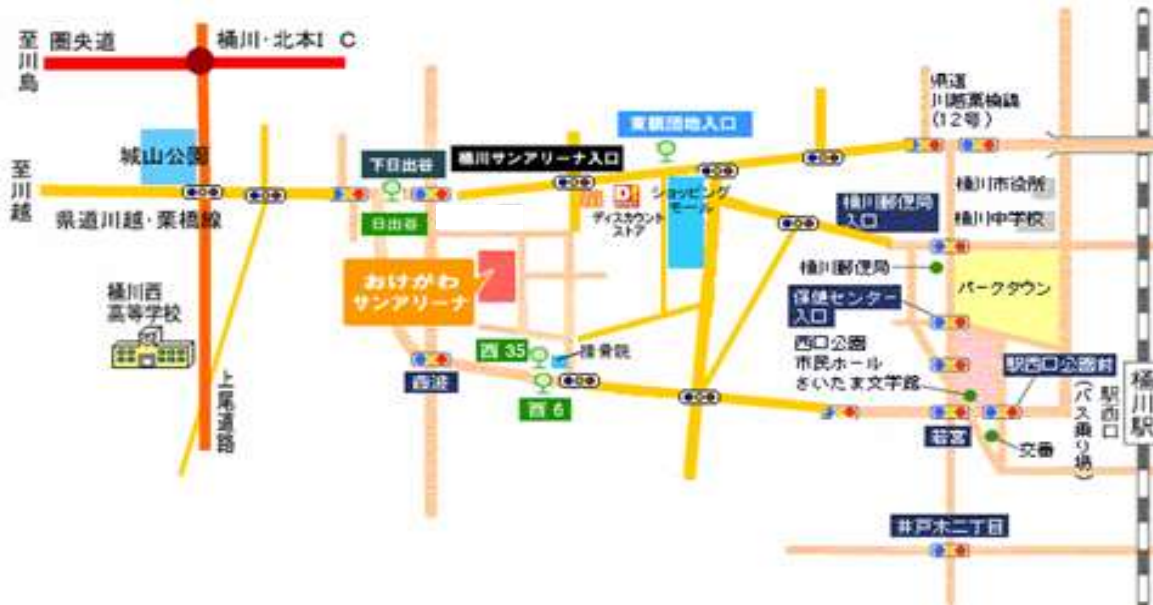 至川島
圏央道
桶川・北本I C
城山公園
至川越
県道川越・栗橋線
桶川西
高等学校
上尾道路
下日出谷
日出谷
桶川サンアリーナ入口
おけがわ
サンアリーナ
D
ディスカウント
ストア
東観団地入口
ショッピング
モール
西 35
接骨院
西 6
県道
川越栗橋線
(12号)
桶川市役所
桶川中学校
桶川郵便局
入口
桶川郵便局
パークタウン
保健センター
入口
西口公園
市民ホール
さいたま文学館
駅西口公園前
若宮
交番
駅西口
(バス乗り場)
桶川駅
井戸木二丁目